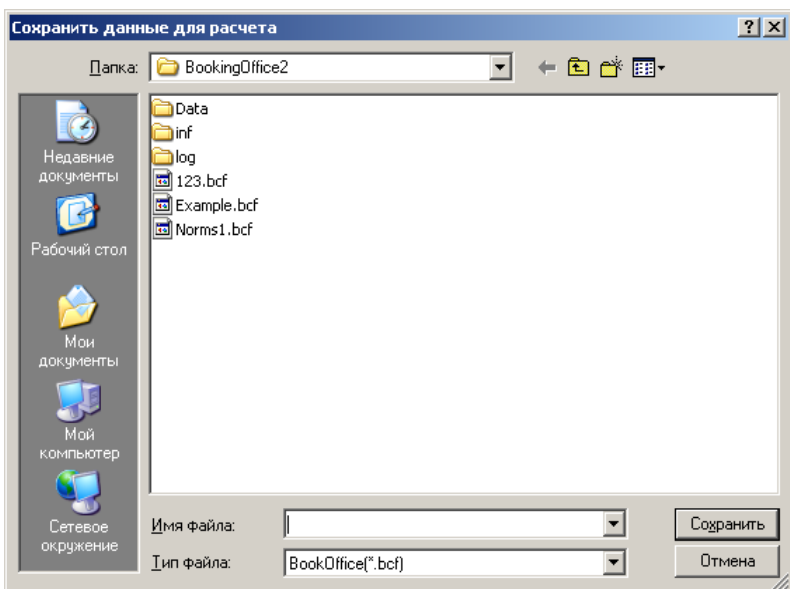 Сохранить данные для расчета
Папка: BookingOffice2
Недавние
документы
Рабочий стол
Мои
документы
Мой
компьютер
Сетевое
окружение
Data
inf
log
123.bcf
Example.bcf
Norms1.bcf
Имя файла:
Сохранить
Тип файла: BookOffice(*.bcf)
Отмена